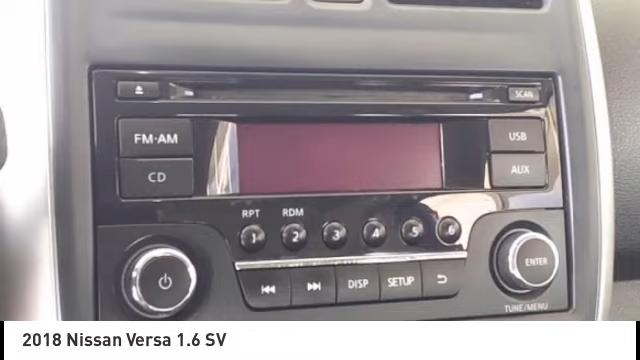 SCAN
FM·AM
USB
CD
AUX
RPT RDM
1 2 3 4 5 6
DISP SETUP
ENTER
TUNE/MENU
2018 Nissan Versa 1.6 SV